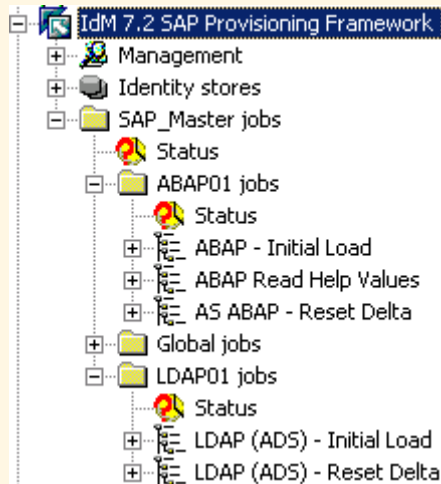 IdM 7.2 SAP Provisioning Framework
Management
Identity stores
SAP_Master jobs
Status
ABAP01 jobs
Status
ABAP - Initial Load
ABAP Read Help Values
AS ABAP - Reset Delta
Global jobs
LDAP01 jobs
Status
LDAP (ADS) - Initial Load
LDAP (ADS) - Reset Delta